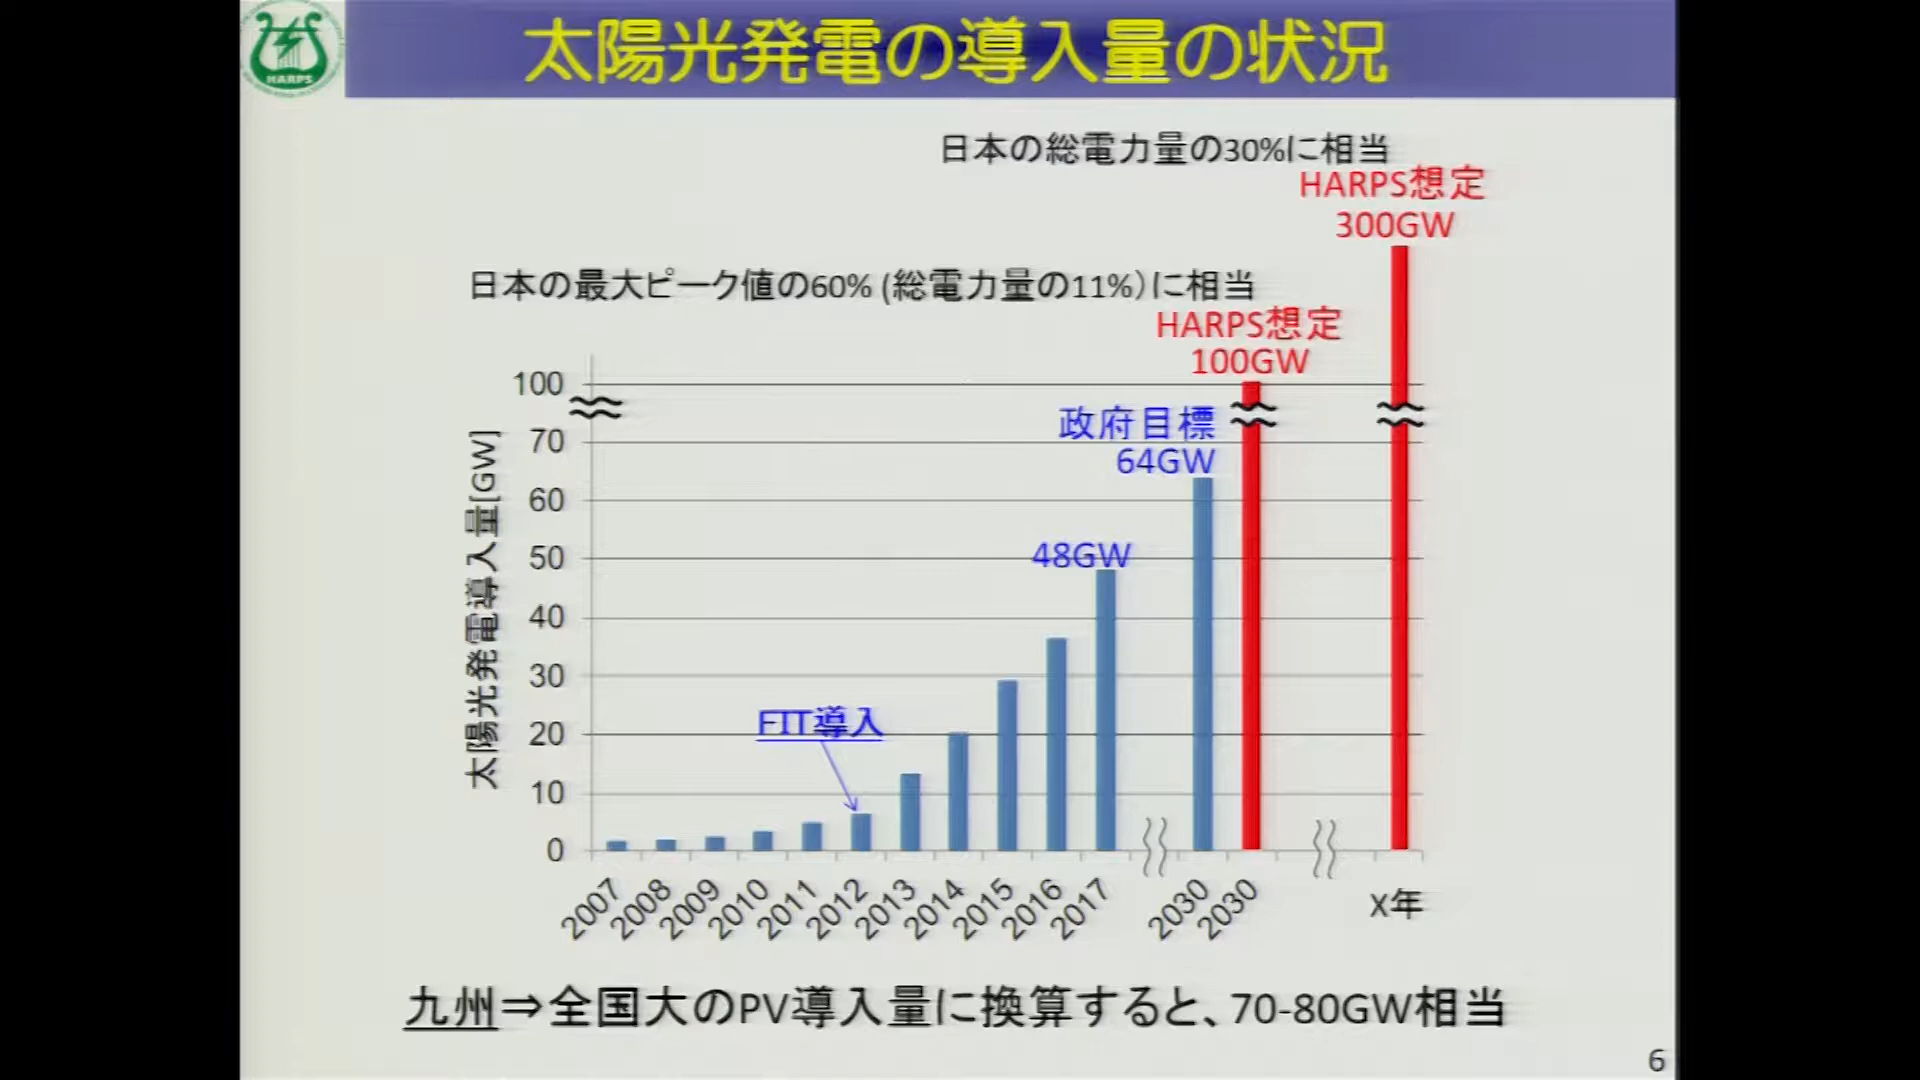 HARPS
太陽光発電の導入量の状況
日本の総電力量の30%に相当
HARPS想定
300GW
日本の最大ピーク値の60% (総電力量の11%)に相当
HARPS想定
100GW
政府目標
64GW
48GW
FIT導入
太陽光発電導入量[GW]
100
70
60
50
40
30
20
10
0
2007
2008
2009
2010
2011
2012
2013
2014
2015
2016
2017
2030
2030
X年
九州⇒全国大のPV導入量に換算すると、70-80GW相当
6